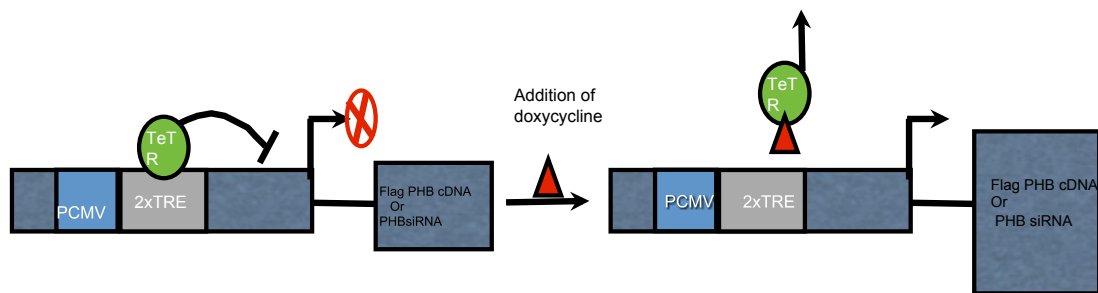 TeT
R
PCMV
2xTRE
Flag PHB cDNA
Or
PHBsiRNA
Addition of
doxycycline
TeT
R
PCMV
2xTRE
Flag PHB cDNA
Or
PHB siRNA